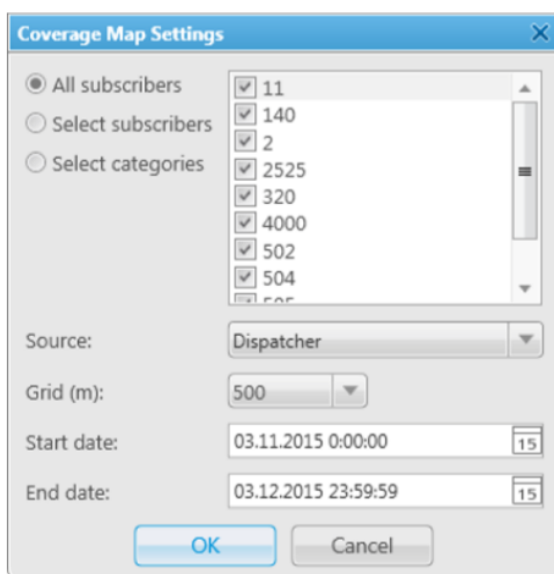 Coverage Map Settings
All subscribers
Select subscribers
Select categories
11
140
2
2525
320
4000
502
504
505
Source:
Dispatcher
Grid (m):
500
Start date:
03.11.2015 0:00:00
15
End date:
03.12.2015 23:59:59
15
OK
Cancel